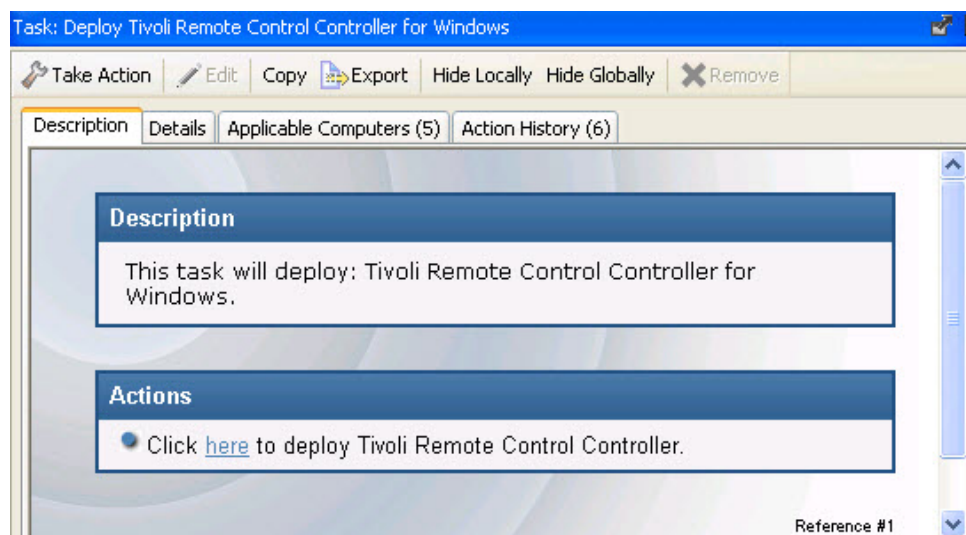 Task: Deploy Tivoli Remote Control Controller for Windows
Take Action Edit Copy Export Hide Locally Hide Globally Remove
Description Details Applicable Computers (5) Action History (6)
Description
This task will deploy: Tivoli Remote Control Controller for
Windows.
Actions
Click here to deploy Tivoli Remote Control Controller.
Reference #1